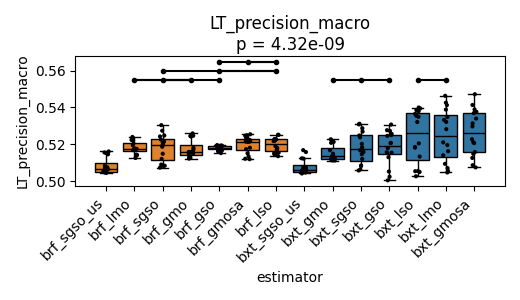 LT_precision_macro
p = 4.32e-09
LT_precision_macro
0.56
0.54
0.52
0.50
brf_sgso_us
brf_lmo
brf_sgso
brf_gmo
brf_gso
brf_gmosa
brf_lso
bxt_sgso_us
bxt_gmo
bxt_sgso
bxt_gso
bxt_lso
bxt_lmo
bxt_gmosa
estimator